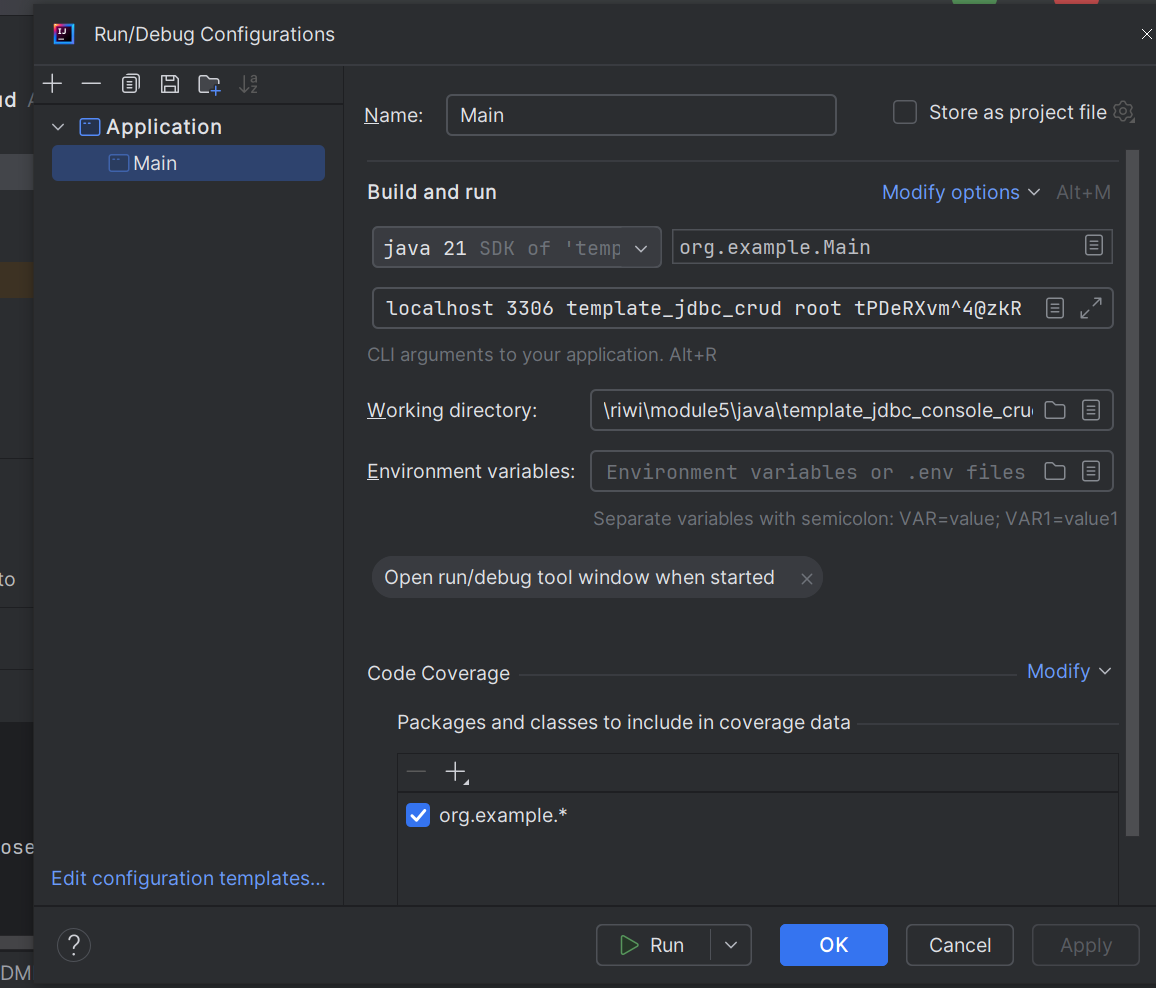 Run/Debug Configurations
ud
Application
Main
Name: Main
Store as project file
Build and run
Modify options Alt+M
java 21 SDK of 'temp
org.example.Main
localhost 3306 template_jdbc_crud root tPDeRXvm^4@zkR
CLI arguments to your application. Alt+R
Working directory: \riwi\module5\java\template_jdbc_console_cru
Environment variables: Environment variables or .env files
Separate variables with semicolon: VAR=value; VAR1=value1
to
Open run/debug tool window when started
Code Coverage
Modify
Packages and classes to include in coverage data
org.example.*
ose
Edit configuration templates...
?
Run
OK
Cancel
Apply
DM